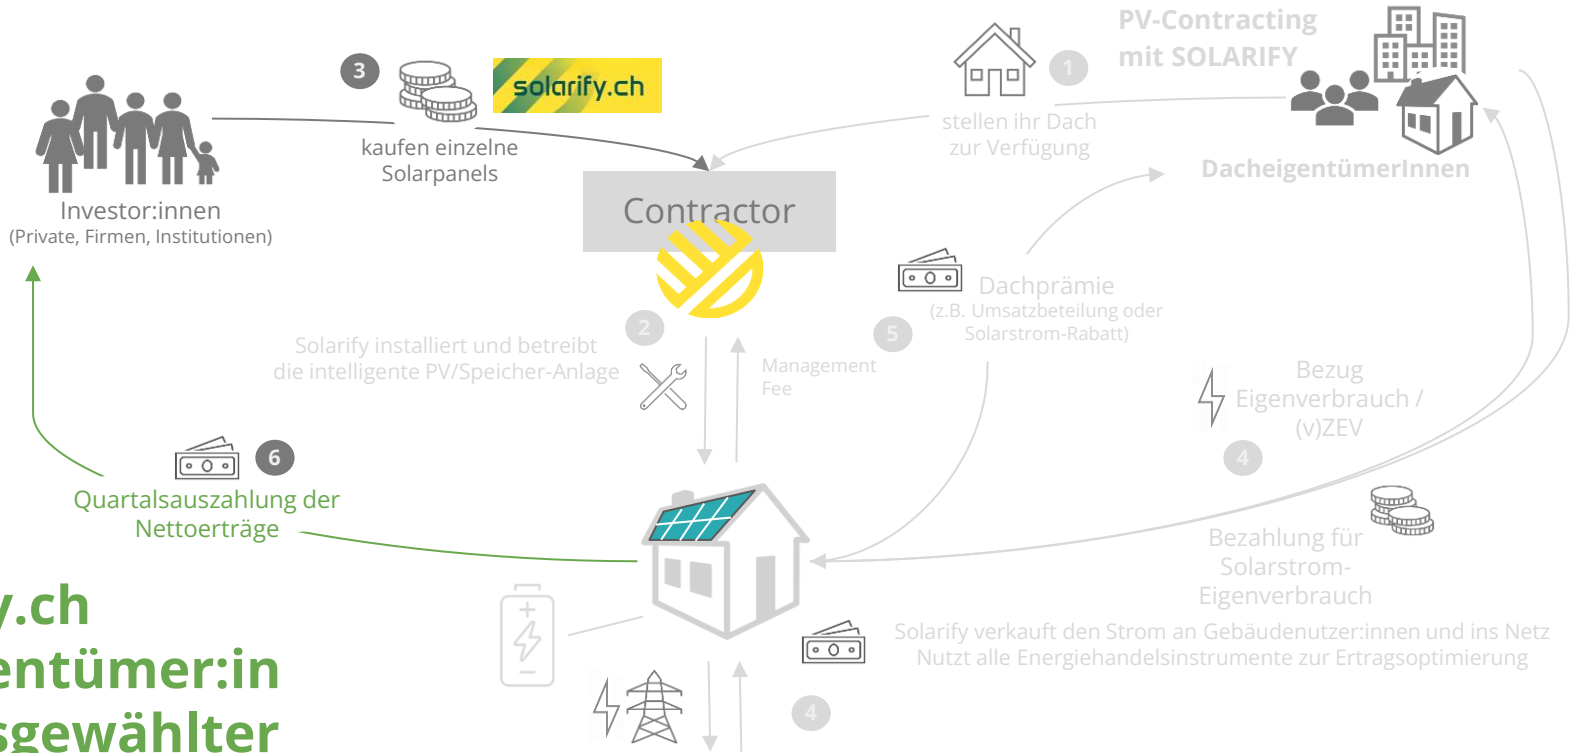 PV-Contracting
mit SOLARIFY
3
solarify.ch
1
kaufen einzelne
Solarpanels
stellen ihr Dach
zur Verfügung
DacheigentümerInnen
Investor:innen
(Private, Firmen, Institutionen)
Contractor
2
Solarify installiert und betreibt
die intelligente PV/Speicher-Anlage
Management
Fee
5
Dachprämie
(z.B. Umsatzbeteilung oder
Solarstrom-Rabatt)
Bezug
Eigenverbrauch /
(v)ZEV
4
6
Quartalsauszahlung der
Nettoerträge
Bezahlung für
Solarstrom-
Eigenverbrauch
Solarify verkauft den Strom an Gebäudenutzer:innen und ins Netz
Nutzt alle Energiehandelsinstrumente zur Ertragsoptimierung
4
y.ch
entümer:in
sgewählter